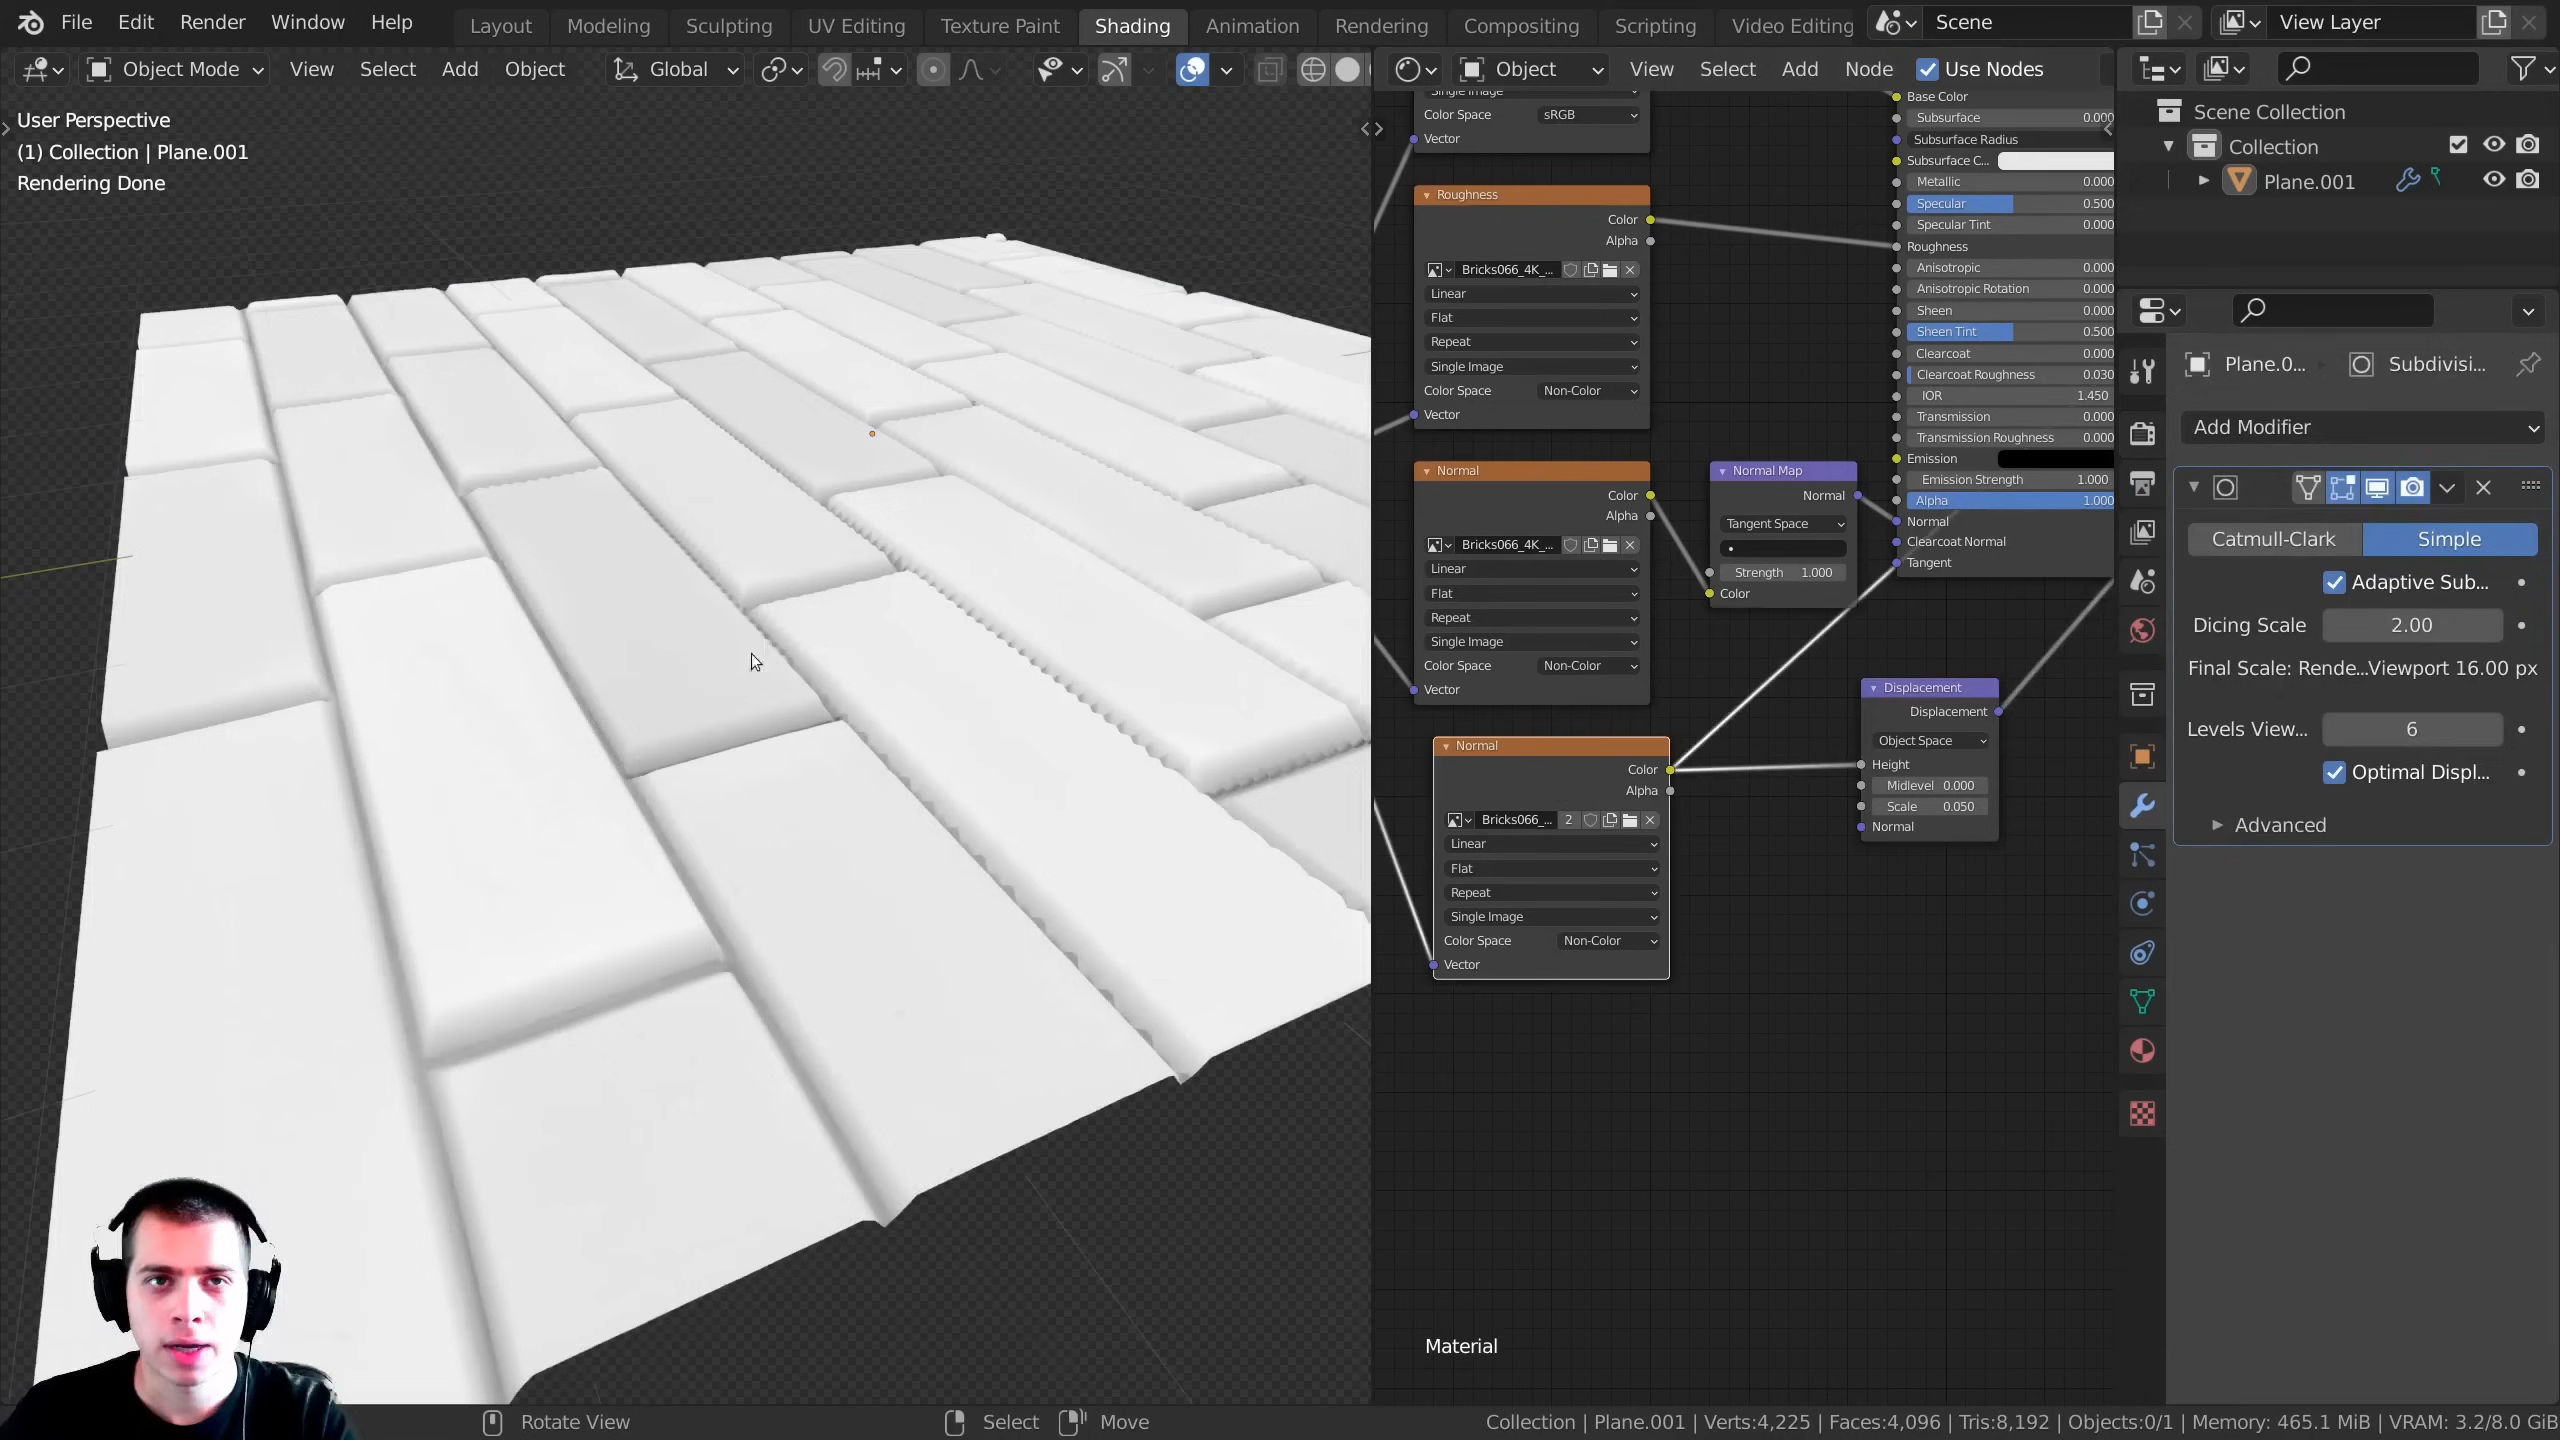 File Edit Render Window Help Layout Modeling Sculpting UV Editing Texture Paint Shading Animation Rendering Compositing Scripting Video Editing Scene View Layer
Object Mode View Select Add Object Global Object View Select Add Node Use Nodes
User Perspective
(1) Collection | Plane.001
Rendering Done
Single Image
Color Space sRGB
Vector
Roughness
Color
Alpha
Bricks066_4K_...
Linear
Flat
Repeat
Single Image
Color Space Non-Color
Vector
Normal
Color
Alpha
Bricks066_4K_...
Linear
Flat
Repeat
Single Image
Color Space Non-Color
Vector
Normal
Color
Alpha
Bricks066_... 2
Linear
Flat
Repeat
Single Image
Color Space Non-Color
Vector
Normal Map
Normal
Tangent Space
Strength 1.000
Color
Base Color
Subsurface 0.000
Subsurface Radius
Subsurface C...
Metallic 0.000
Specular 0.500
Specular Tint 0.000
Roughness
Anisotropic 0.000
Anisotropic Rotation 0.000
Sheen 0.000
Sheen Tint 0.500
Clearcoat 0.000
Clearcoat Roughness 0.030
IOR 1.450
Transmission 0.000
Transmission Roughness 0.000
Emission
Emission Strength 1.000
Alpha 1.000
Normal
Clearcoat Normal
Tangent
Displacement
Displacement
Object Space
Height
Midlevel 0.000
Scale 0.050
Normal
Material
Scene Collection
Collection
Plane.001
Plane.0... Subdivisi...
Add Modifier
Catmull-Clark Simple
Adaptive Sub...
Dicing Scale 2.00
Final Scale: Rende...Viewport 16.00 px
Levels View... 6
Optimal Displ...
Advanced
Rotate View Select Move Collection | Plane.001 | Verts:4,225 | Faces:4,096 | Tris:8,192 | Objects:0/1 | Memory: 465.1 MiB | VRAM: 3.2/8.0 GiB